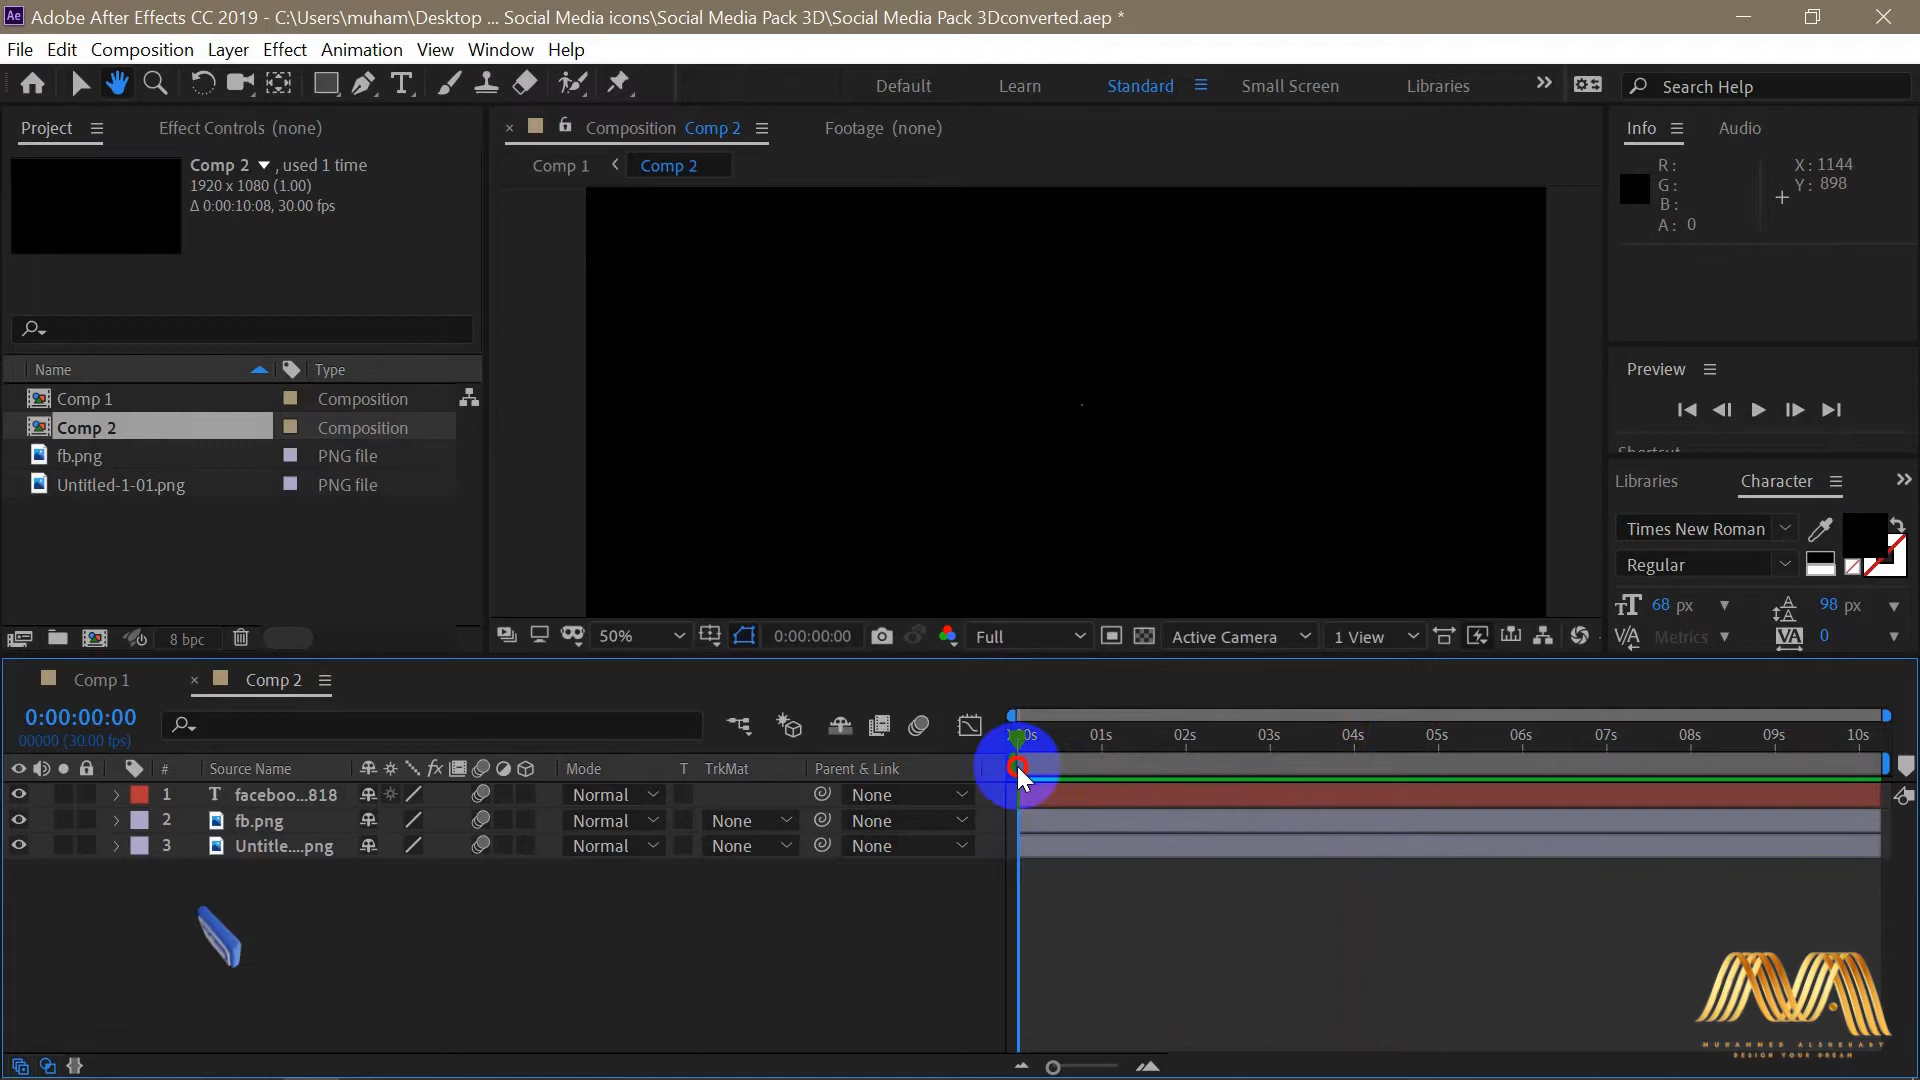 Adobe After Effects CC 2019 - C:\Users\muham\Desktop ... Social Media icons\Social Media Pack 3D\Social Media Pack 3Dconverted.aep *
File Edit Composition Layer Effect Animation View Window Help
Default Learn Standard Small Screen Libraries Search Help
Project Effect Controls (none)
Composition Comp 2 Footage (none)
Info Audio
Comp 2 , used 1 time
1920 x 1080 (1.00)
Δ 0:00:10:08, 30.00 fps
Comp 1 Comp 2
R:
G:
B:
A: 0
X: 1144
Y: 898
Name Type
Comp 1 Composition
Comp 2 Composition
fb.png PNG file
Untitled-1-01.png PNG file
8 bpc
50% 0:00:00:00 Full Active Camera 1 View
Preview
Shortcut
Libraries Character
Times New Roman
Regular
68 px 98 px
Metrics 0
Comp 1 Comp 2
0:00:00:00
00000 (30.00 fps)
01s 02s 03s 04s 05s 06s 07s 08s 09s 10s
# Source Name fx Mode T TrkMat Parent & Link
1 T faceboo...818 Normal None
2 fb.png Normal None None
3 Untitle....png Normal None None
MUHAMMED ALSHEHADY
DESIGN YOUR DREAM